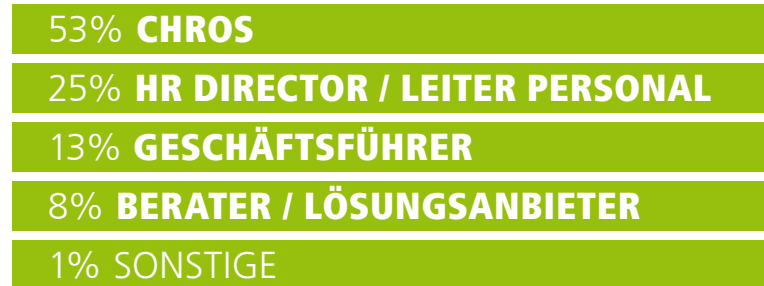 53% CHROS
25% HR DIRECTOR / LEITER PERSONAL
13% GESCHÄFTSFÜHRER
8% BERATER / LÖSUNGSANBIETER
1% SONSTIGE